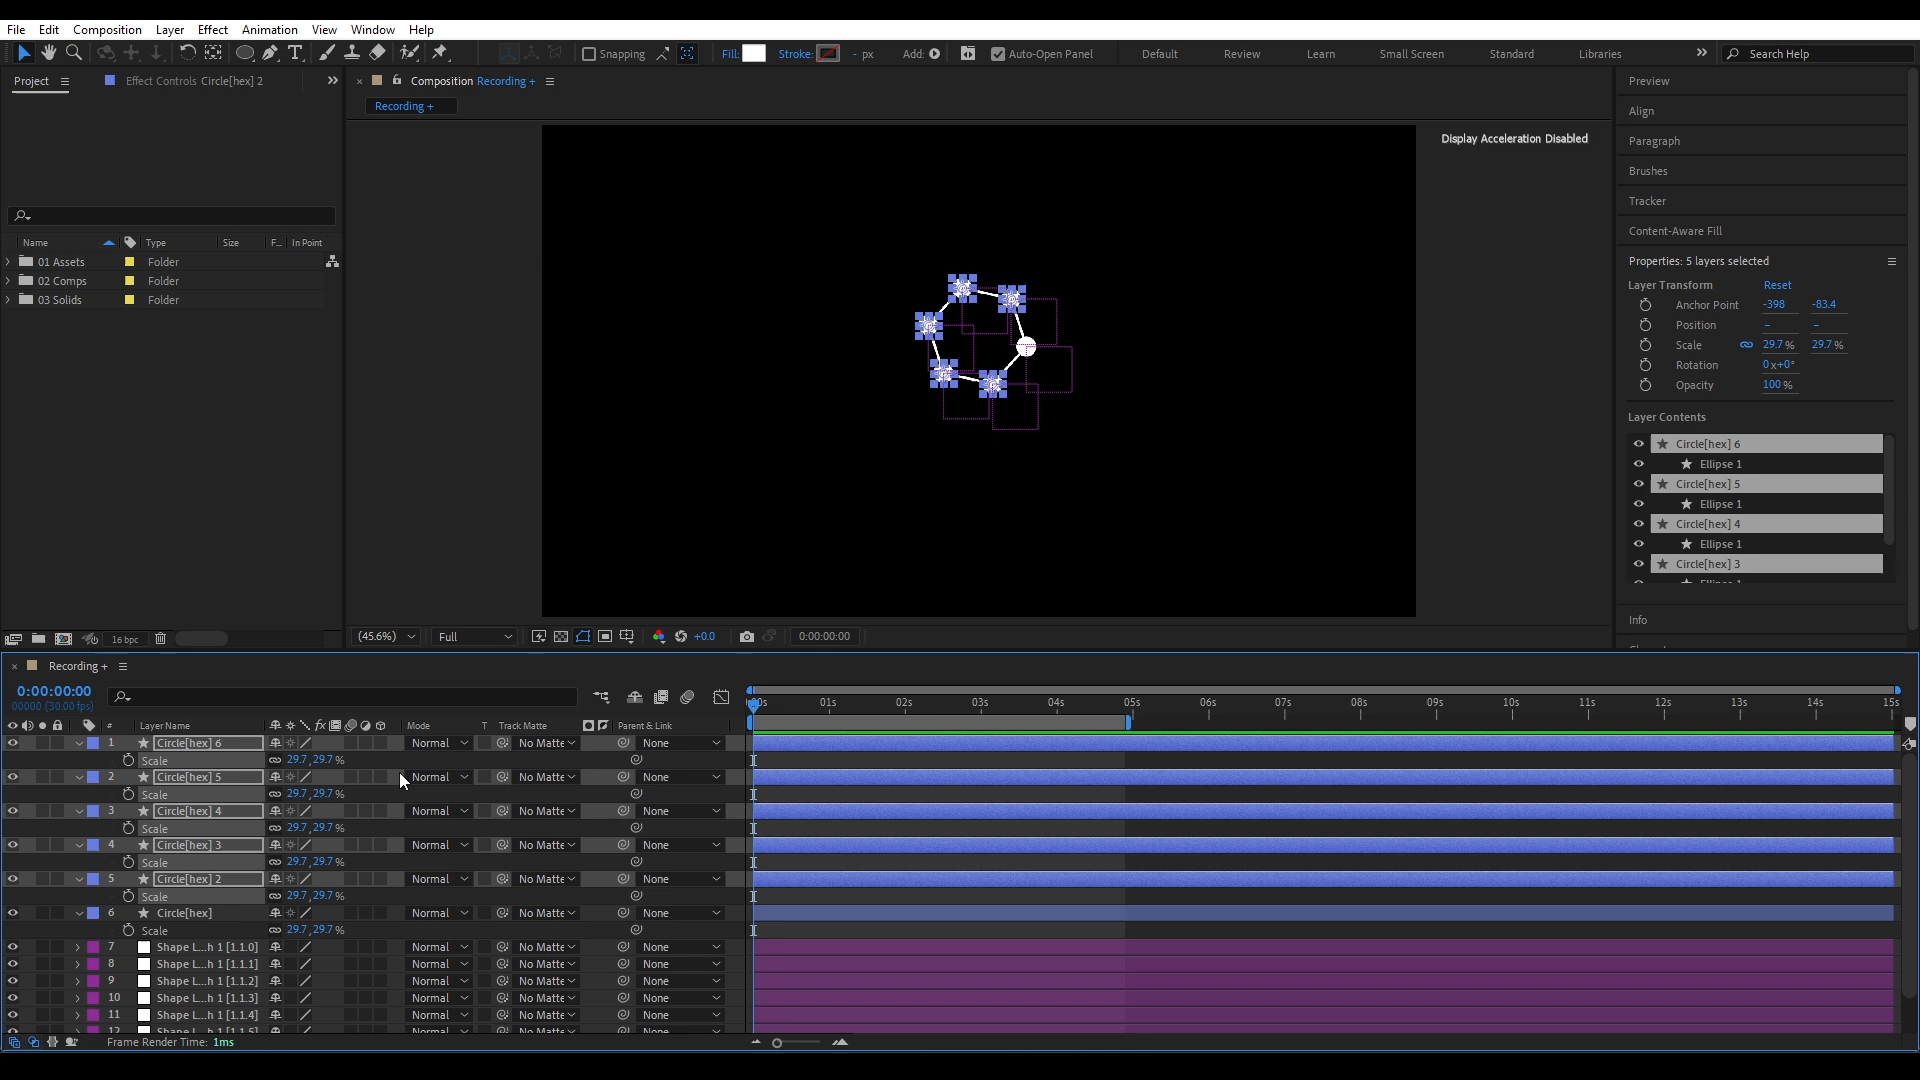 File Edit Composition Layer Effect Animation View Window Help
Snapping Fill: Stroke: - px Add: Auto-Open Panel Default Review Learn Small Screen Standard Libraries Search Help
Project Effect Controls Circle[hex] 2
Composition Recording +
Recording +
Display Acceleration Disabled
Name Type Size F... In Point
01 Assets Folder
02 Comps Folder
03 Solids Folder
16 bpc
(45.6%) Full +0.0 0:00:00:00
Preview
Align
Paragraph
Brushes
Tracker
Content-Aware Fill
Properties: 5 layers selected
Layer Transform Reset
Anchor Point -398 -83.4
Position - -
Scale 29.7 % 29.7 %
Rotation 0x+0°
Opacity 100 %
Layer Contents
Circle[hex] 6
Ellipse 1
Circle[hex] 5
Ellipse 1
Circle[hex] 4
Ellipse 1
Circle[hex] 3
Ellipse 1
Info
Recording +
0:00:00:00
00000 (30.00 fps)
# Layer Name fx Mode T Track Matte Parent & Link
01s 02s 03s 04s 05s 06s 07s 08s 09s 10s 11s 12s 13s 14s 15s
1 Circle[hex] 6 Normal No Matte None
Scale 29.7, 29.7 %
2 Circle[hex] 5 Normal No Matte None
Scale 29.7, 29.7 %
3 Circle[hex] 4 Normal No Matte None
Scale 29.7, 29.7 %
4 Circle[hex] 3 Normal No Matte None
Scale 29.7, 29.7 %
5 Circle[hex] 2 Normal No Matte None
Scale 29.7, 29.7 %
6 Circle[hex] Normal No Matte None
Scale 29.7, 29.7 %
7 Shape L...h 1 [1.1.0] Normal No Matte None
8 Shape L...h 1 [1.1.1] Normal No Matte None
9 Shape L...h 1 [1.1.2] Normal No Matte None
10 Shape L...h 1 [1.1.3] Normal No Matte None
11 Shape L...h 1 [1.1.4] Normal No Matte None
12 Shape L...h 1 [1.1.5] Normal No Matte None
Frame Render Time: 1ms